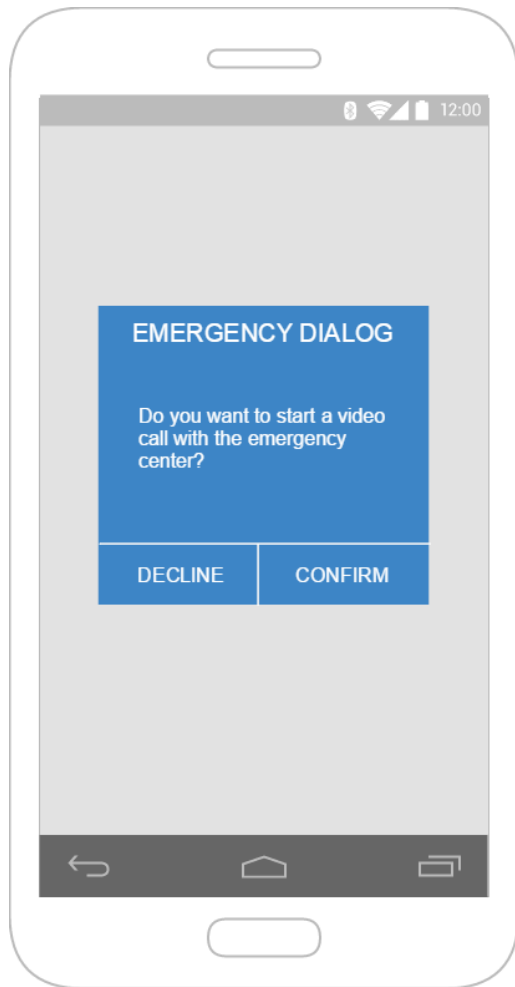 12:00
EMERGENCY DIALOG
Do you want to start a video
call with the emergency
center?
DECLINE
CONFIRM